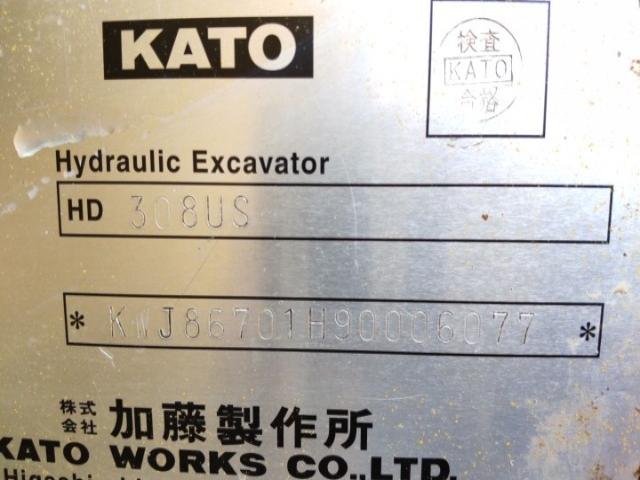 KATO
検査
KATO
合格
Hydraulic Excavator
HD 308US
* KWJ86701H90006077 *
株式
会社 加藤製作所
KATO WORKS CO.,LTD.